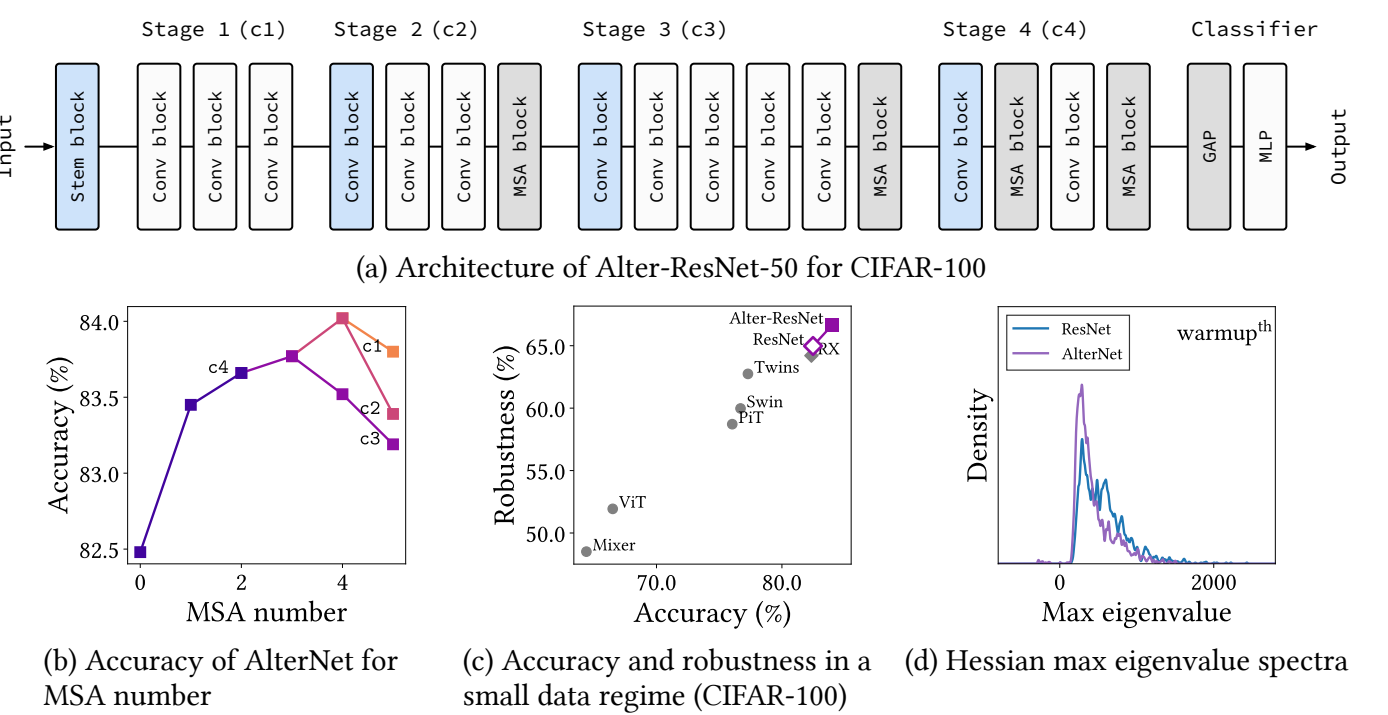 Stage 1 (c1) Stage 2 (c2) Stage 3 (c3) Stage 4 (c4) Classifier
Input
Stem block
Conv block
Conv block
Conv block
Conv block
Conv block
Conv block
MSA block
Conv block
Conv block
Conv block
Conv block
Conv block
MSA block
Conv block
MSA block
Conv block
MSA block
GAP
MLP
Output
(a) Architecture of Alter-ResNet-50 for CIFAR-100
Accuracy (%)
84.0
83.5
83.0
82.5
c4
c1
c2
c3
0 2 4
MSA number
(b) Accuracy of AlterNet for
MSA number
Robustness (%)
65.0
60.0
55.0
50.0
Alter-ResNet
ResNet
RX
Twins
Swin
PiT
ViT
Mixer
70.0 80.0
Accuracy (%)
(c) Accuracy and robustness in a
small data regime (CIFAR-100)
Density
ResNet
AlterNet
warmupth
0 2000
Max eigenvalue
(d) Hessian max eigenvalue spectra